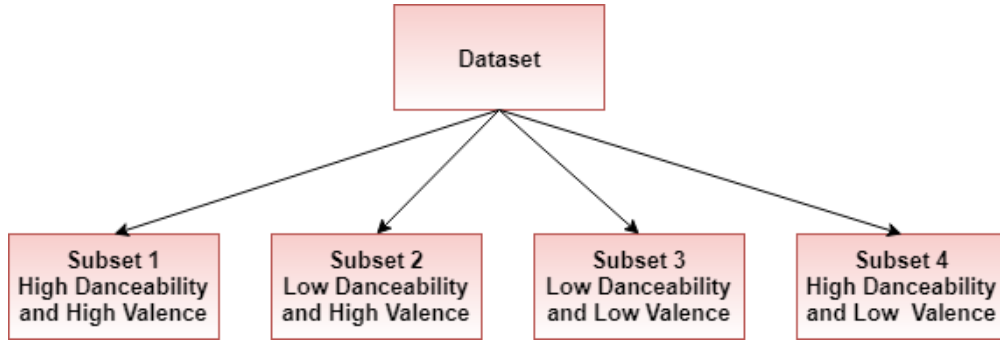 Dataset
Subset 1
High Danceability
and High Valence
Subset 2
Low Danceability
and High Valence
Subset 3
Low Danceability
and Low Valence
Subset 4
High Danceability
and Low  Valence